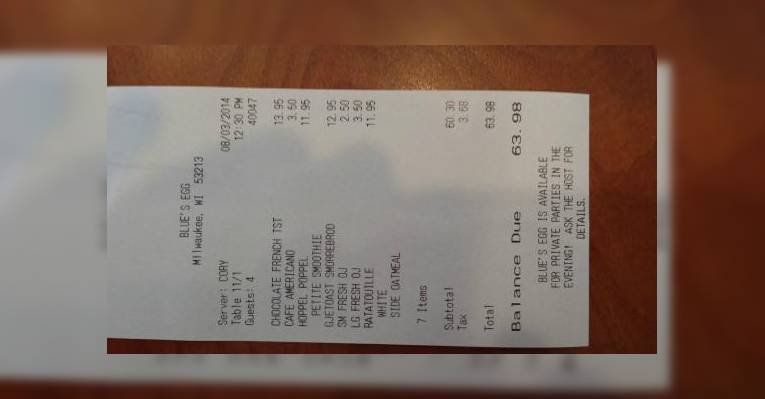 BLUE'S EGG
Milwaukee, WI 53213
Server: CORY 08/03/2014
Table 11/1 12:30 PM
Guests: 4 40047
CHOCOLATE FRENCH TST 13.95
CAFE AMERICANO 3.50
HOPPEL POPPEL 11.95
PETITE SMOOTHIE
GJETOAST SMORREBROD 12.95
SM FRESH OJ 2.50
LG FRESH OJ 3.50
RATATOUILLE 11.95
WHITE
SIDE OATMEAL
7 Items
Subtotal 60.30
Tax 3.68
Total 63.98
Balance Due 63.98
BLUE'S EGG IS AVAILABLE
FOR PRIVATE PARTIES IN THE
EVENING! ASK THE HOST FOR
DETAILS.